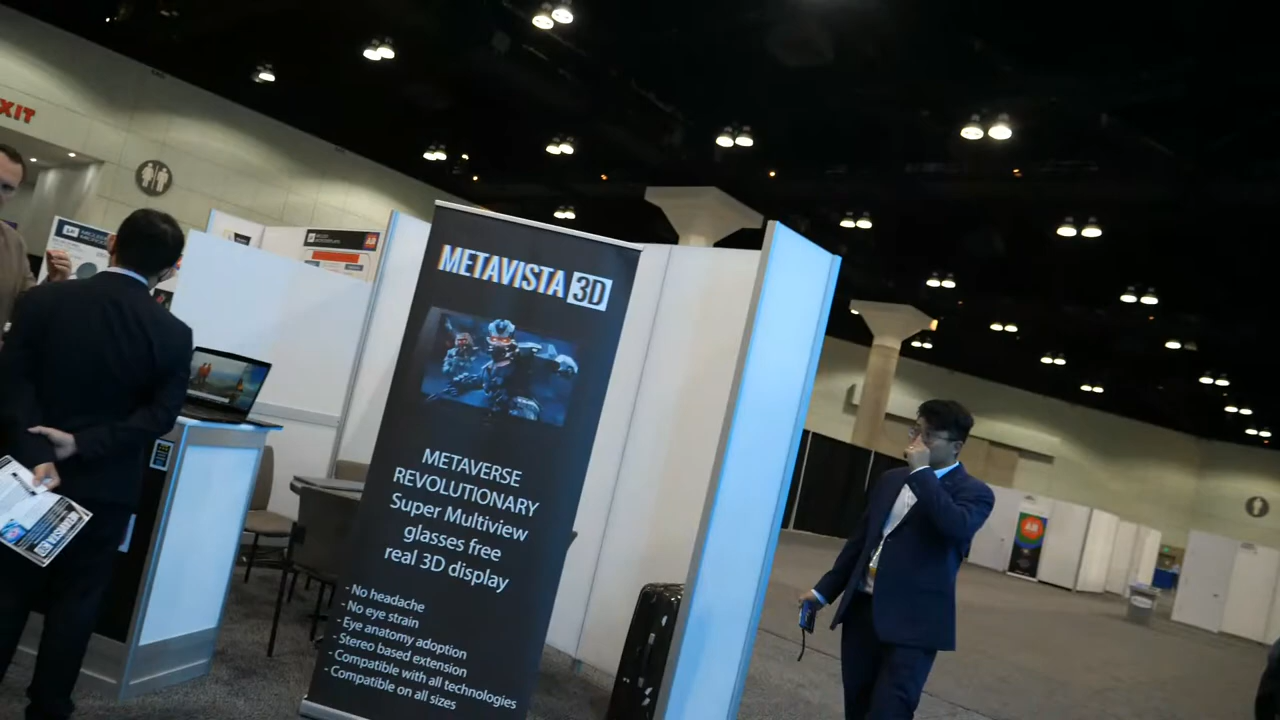 XIT
METAVISTA 3D
METAVERSE
REVOLUTIONARY
Super Multiview
glasses free
real 3D display
- No headache
- No eye strain
- Eye anatomy adoption
- Stereo based extension
- Compatible with all technologies
- Compatible on all sizes